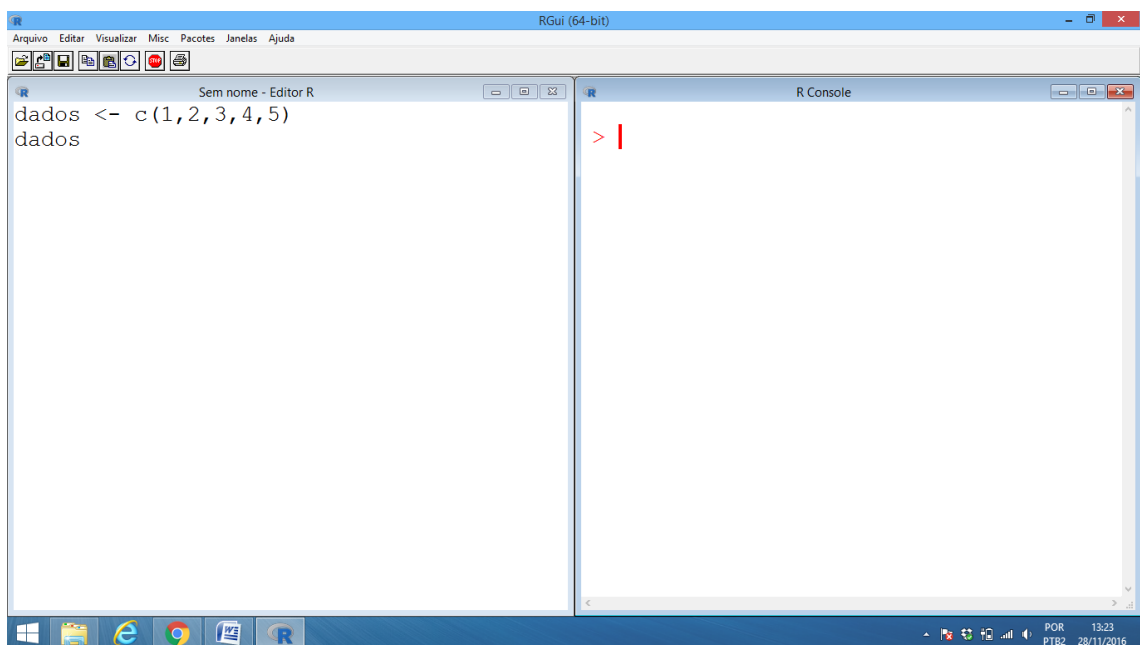 RGui (64-bit)
Arquivo Editar Visualizar Misc Pacotes Janelas Ajuda
STOP
R Sem nome - Editor R
dados <- c(1,2,3,4,5)
dados
R R Console
>
POR 13:23
PTB2 28/11/2016